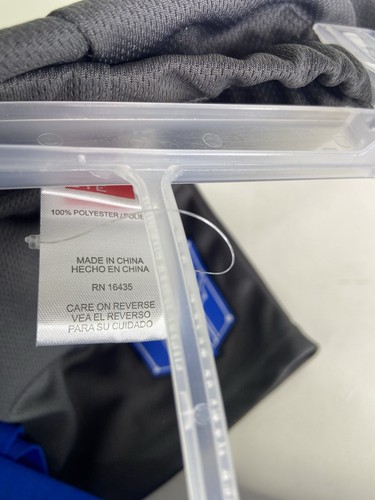 100% POLYESTER / POLIE
MADE IN CHINA
HECHO EN CHINA
RN 16435
CARE ON REVERSE
VEA EL REVERSO
PARA SU CUIDADO